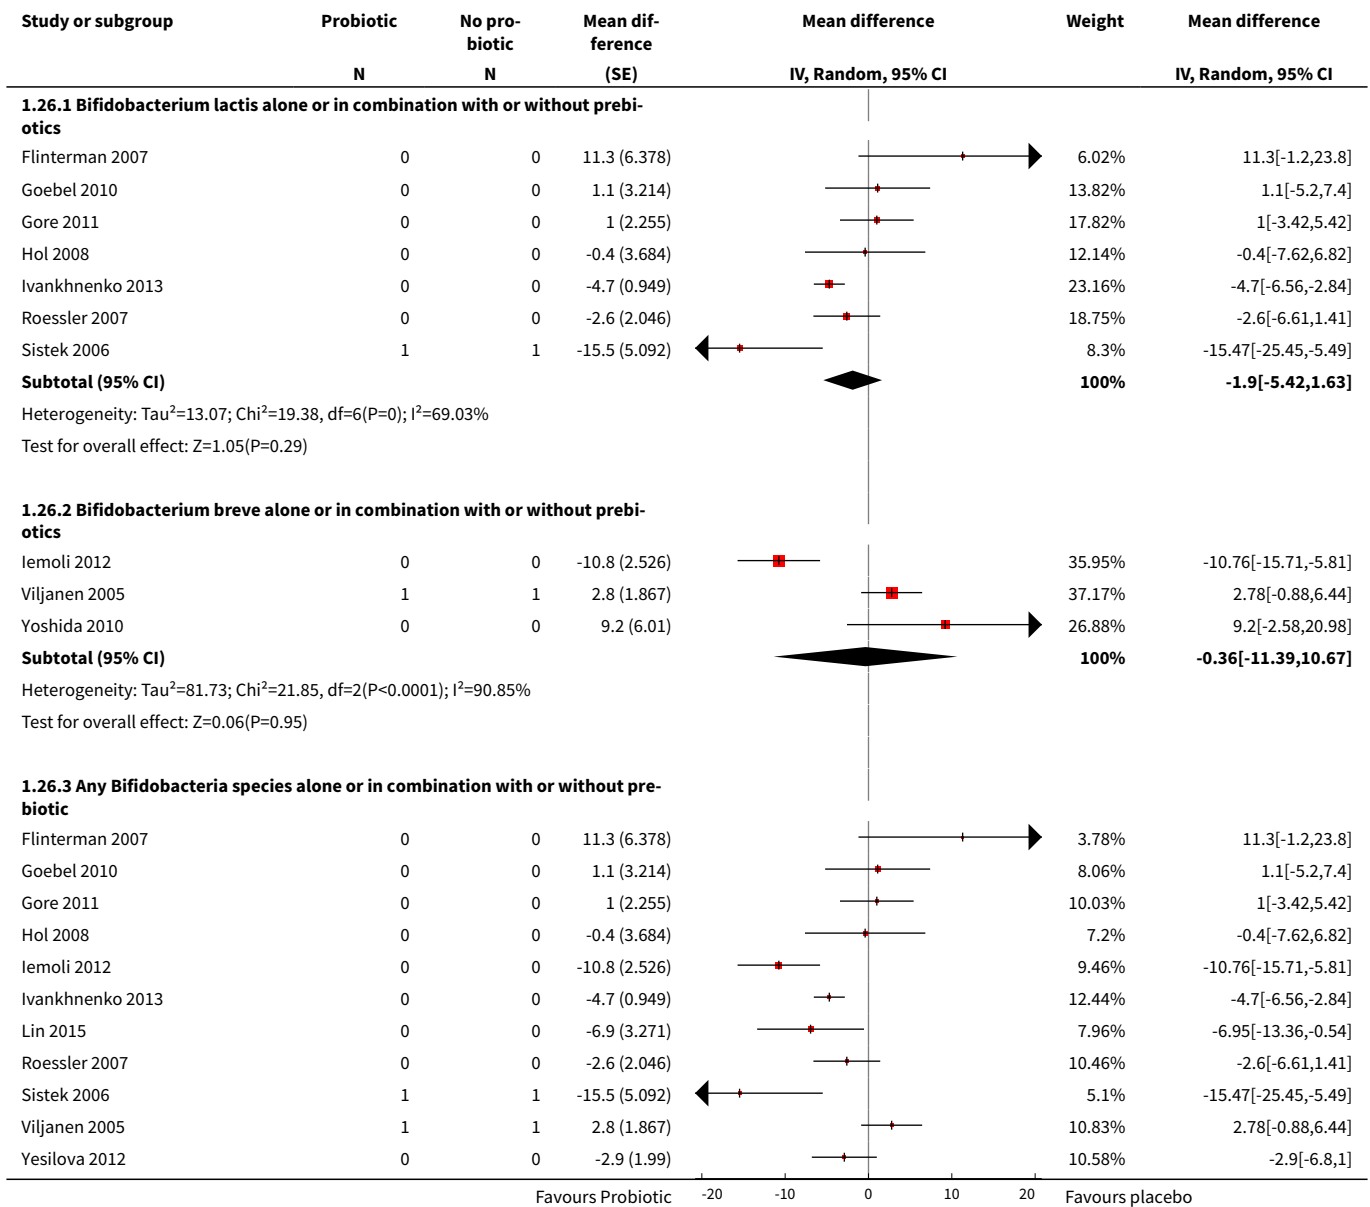 Study or subgroup Probiotic No pro- Mean dif- Mean difference Weight Mean difference
biotic ference
N N (SE) IV, Random, 95% CI IV, Random, 95% CI
1.26.1 Bifidobacterium lactis alone or in combination with or without prebi-
otics
Flinterman 2007 0 0 11.3 (6.378) 6.02% 11.3[-1.2,23.8]
Goebel 2010 0 0 1.1 (3.214) 13.82% 1.1[-5.2,7.4]
Gore 2011 0 0 1 (2.255) 17.82% 1[-3.42,5.42]
Hol 2008 0 0 -0.4 (3.684) 12.14% -0.4[-7.62,6.82]
Ivankhnenko 2013 0 0 -4.7 (0.949) 23.16% -4.7[-6.56,-2.84]
Roessler 2007 0 0 -2.6 (2.046) 18.75% -2.6[-6.61,1.41]
Sistek 2006 1 1 -15.5 (5.092) 8.3% -15.47[-25.45,-5.49]
Subtotal (95% CI) 100% -1.9[-5.42,1.63]
Heterogeneity: Tau²=13.07; Chi²=19.38, df=6(P=0); I²=69.03%
Test for overall effect: Z=1.05(P=0.29)
1.26.2 Bifidobacterium breve alone or in combination with or without prebi-
otics
Iemoli 2012 0 0 -10.8 (2.526) 35.95% -10.76[-15.71,-5.81]
Viljanen 2005 1 1 2.8 (1.867) 37.17% 2.78[-0.88,6.44]
Yoshida 2010 0 0 9.2 (6.01) 26.88% 9.2[-2.58,20.98]
Subtotal (95% CI) 100% -0.36[-11.39,10.67]
Heterogeneity: Tau²=81.73; Chi²=21.85, df=2(P<0.0001); I²=90.85%
Test for overall effect: Z=0.06(P=0.95)
1.26.3 Any Bifidobacteria species alone or in combination with or without pre-
biotic
Flinterman 2007 0 0 11.3 (6.378) 3.78% 11.3[-1.2,23.8]
Goebel 2010 0 0 1.1 (3.214) 8.06% 1.1[-5.2,7.4]
Gore 2011 0 0 1 (2.255) 10.03% 1[-3.42,5.42]
Hol 2008 0 0 -0.4 (3.684) 7.2% -0.4[-7.62,6.82]
Iemoli 2012 0 0 -10.8 (2.526) 9.46% -10.76[-15.71,-5.81]
Ivankhnenko 2013 0 0 -4.7 (0.949) 12.44% -4.7[-6.56,-2.84]
Lin 2015 0 0 -6.9 (3.271) 7.96% -6.95[-13.36,-0.54]
Roessler 2007 0 0 -2.6 (2.046) 10.46% -2.6[-6.61,1.41]
Sistek 2006 1 1 -15.5 (5.092) 5.1% -15.47[-25.45,-5.49]
Viljanen 2005 1 1 2.8 (1.867) 10.83% 2.78[-0.88,6.44]
Yesilova 2012 0 0 -2.9 (1.99) 10.58% -2.9[-6.8,1]
Favours Probiotic -20 -10 0 10 20 Favours placebo